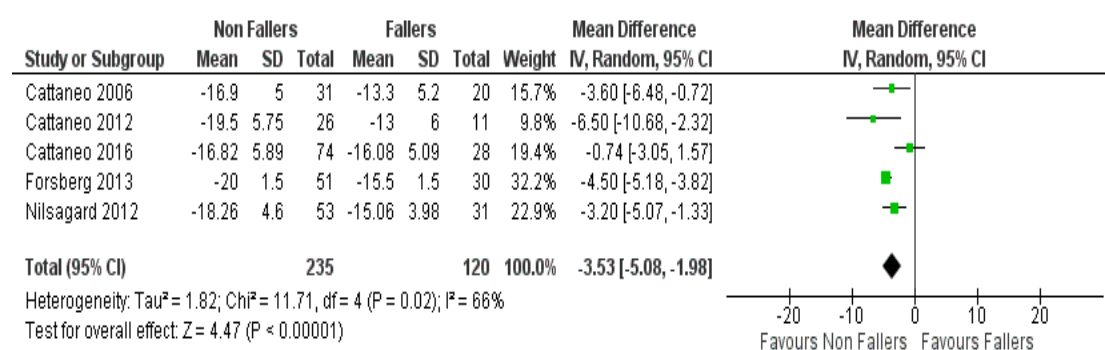 Non Fallers Fallers Mean Difference Mean Difference
Study or Subgroup Mean SD Total Mean SD Total Weight IV, Random, 95% CI IV, Random, 95% CI
Cattaneo 2006 -16.9 5 31 -13.3 5.2 20 15.7% -3.60 [-6.48, -0.72]
Cattaneo 2012 -19.5 5.75 26 -13 6 11 9.8% -6.50 [-10.68, -2.32]
Cattaneo 2016 -16.82 5.89 74 -16.08 5.09 28 19.4% -0.74 [-3.05, 1.57]
Forsberg 2013 -20 1.5 51 -15.5 1.5 30 32.2% -4.50 [-5.18, -3.82]
Nilsagard 2012 -18.26 4.6 53 -15.06 3.98 31 22.9% -3.20 [-5.07, -1.33]
Total (95% CI) 235 120 100.0% -3.53 [-5.08, -1.98]
Heterogeneity: Tau² = 1.82; Chi² = 11.71, df = 4 (P = 0.02); I² = 66%
Test for overall effect: Z = 4.47 (P < 0.00001)
-20 -10 0 10 20
Favours Non Fallers Favours Fallers